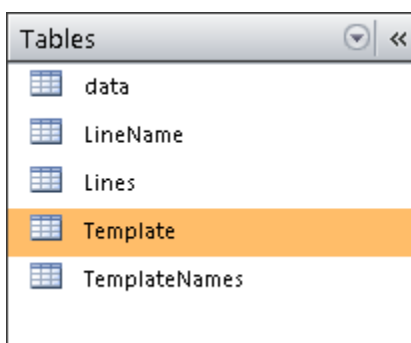 Tables «
data
LineName
Lines
Template
TemplateNames